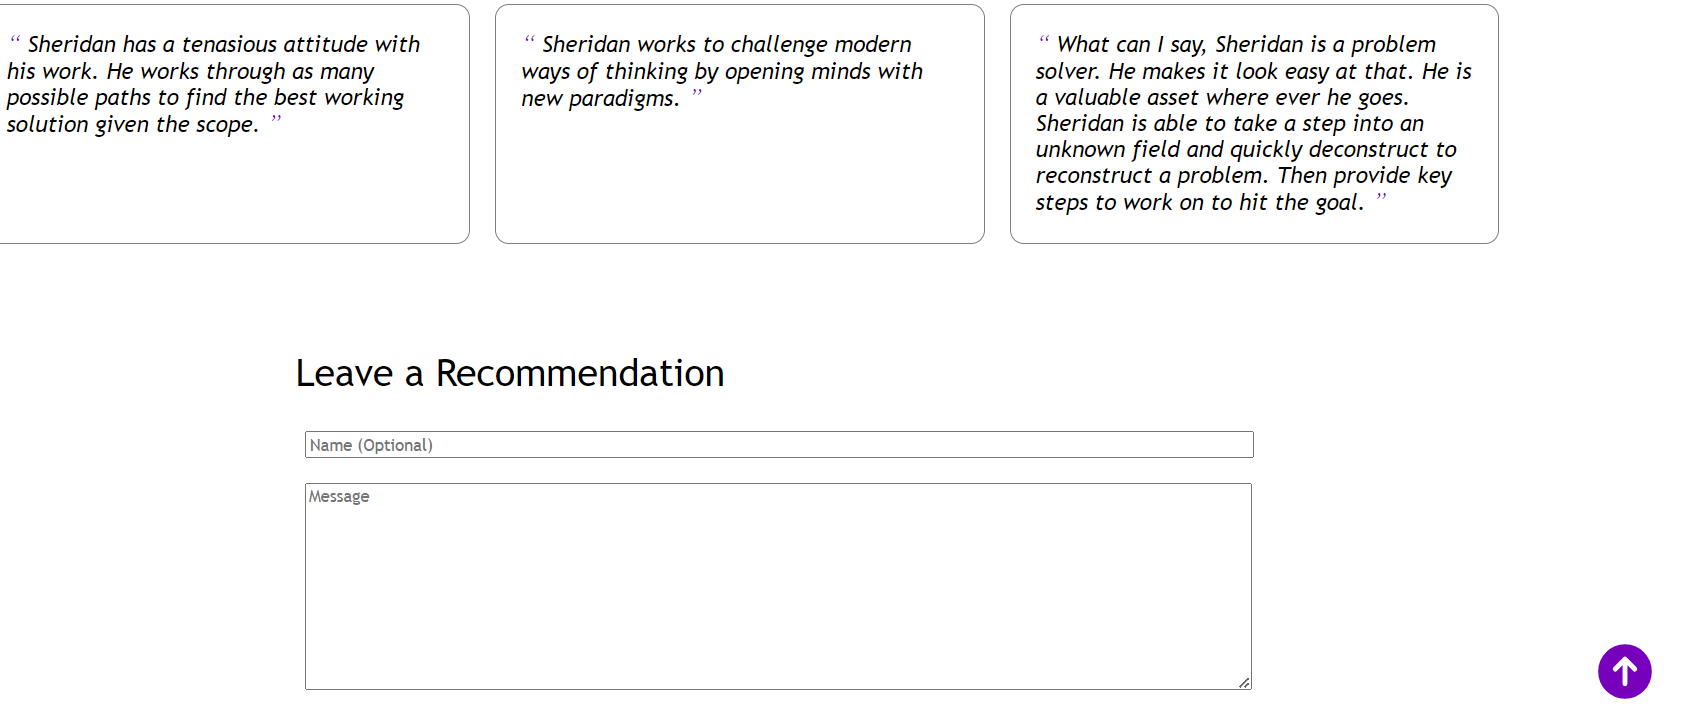 “ Sheridan has a tenasious attitude with
his work. He works through as many
possible paths to find the best working
solution given the scope. ”
“ Sheridan works to challenge modern
ways of thinking by opening minds with
new paradigms. ”
“ What can I say, Sheridan is a problem
solver. He makes it look easy at that. He is
a valuable asset where ever he goes.
Sheridan is able to take a step into an
unknown field and quickly deconstruct to
reconstruct a problem. Then provide key
steps to work on to hit the goal. ”
Leave a Recommendation
Name (Optional)
Message